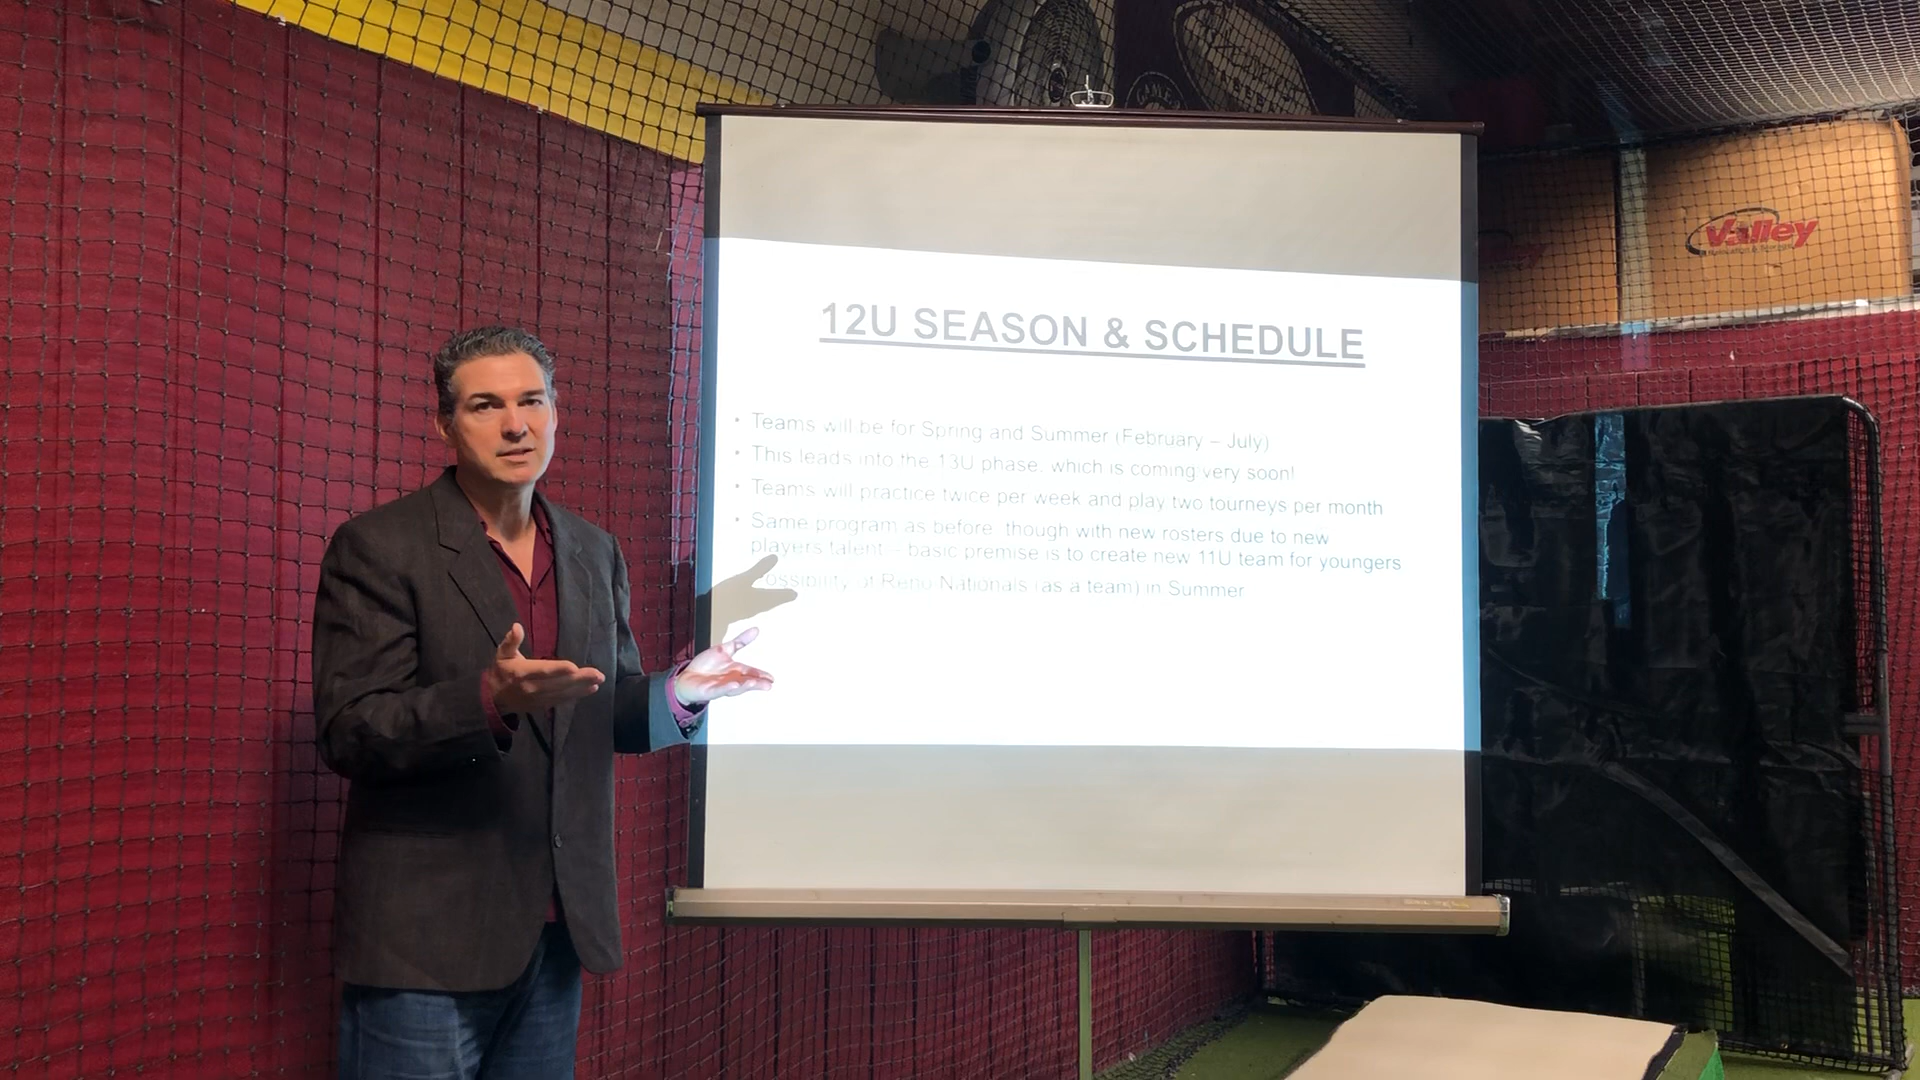 GAMER
Valley
12U SEASON & SCHEDULE
• Teams will be for Spring and Summer (February – July)
• This leads into the 13U phase, which is coming very soon!
• Teams will practice twice per week and play two tourneys per month
• Same program as before though with new rosters due to new
players talent – basic premise is to create new 11U team for youngers
Possibility of Reno Nationals (as a team) in Summer